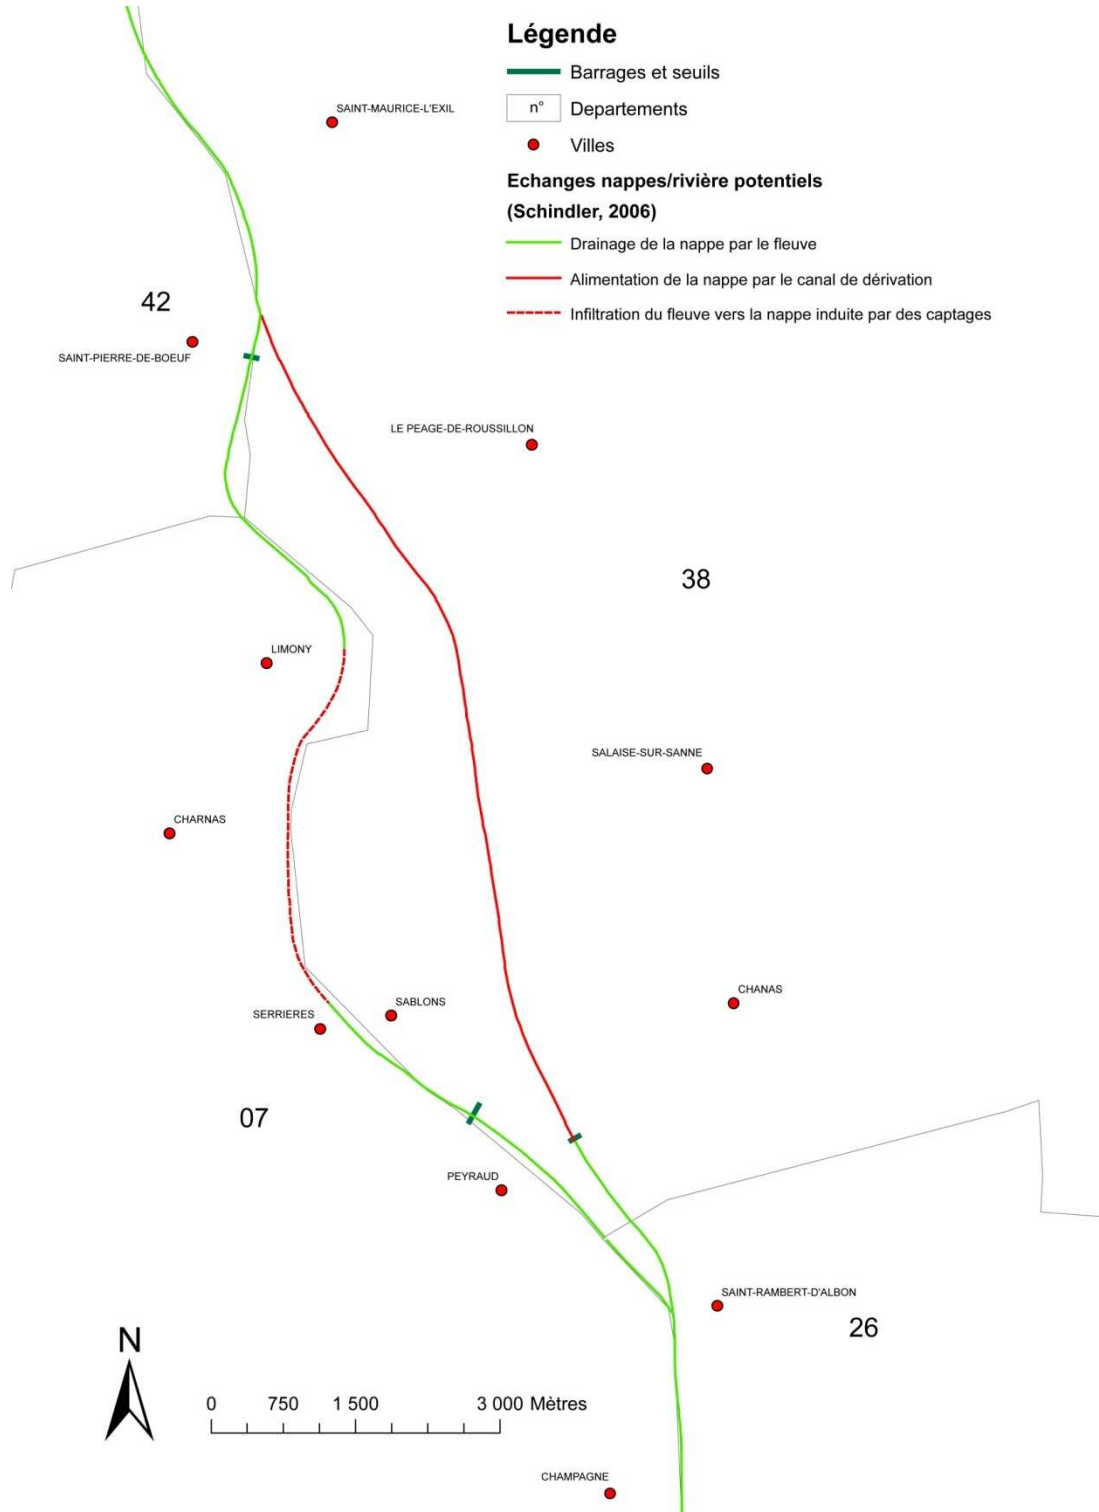 Légende
Barrages et seuils
n° Departements
Villes
Echanges nappes/rivière potentiels
(Schindler, 2006)
Drainage de la nappe par le fleuve
Alimentation de la nappe par le canal de dérivation
Infiltration du fleuve vers la nappe induite par des captages
SAINT-MAURICE-L'EXIL
42
SAINT-PIERRE-DE-BOEUF
LE PEAGE-DE-ROUSSILLON
38
LIMONY
SALAISE-SUR-SANNE
CHARNAS
CHANAS
SABLONS
SERRIERES
07
PEYRAUD
SAINT-RAMBERT-D'ALBON
26
N
0 750 1 500 3 000 Mètres
CHAMPAGNE